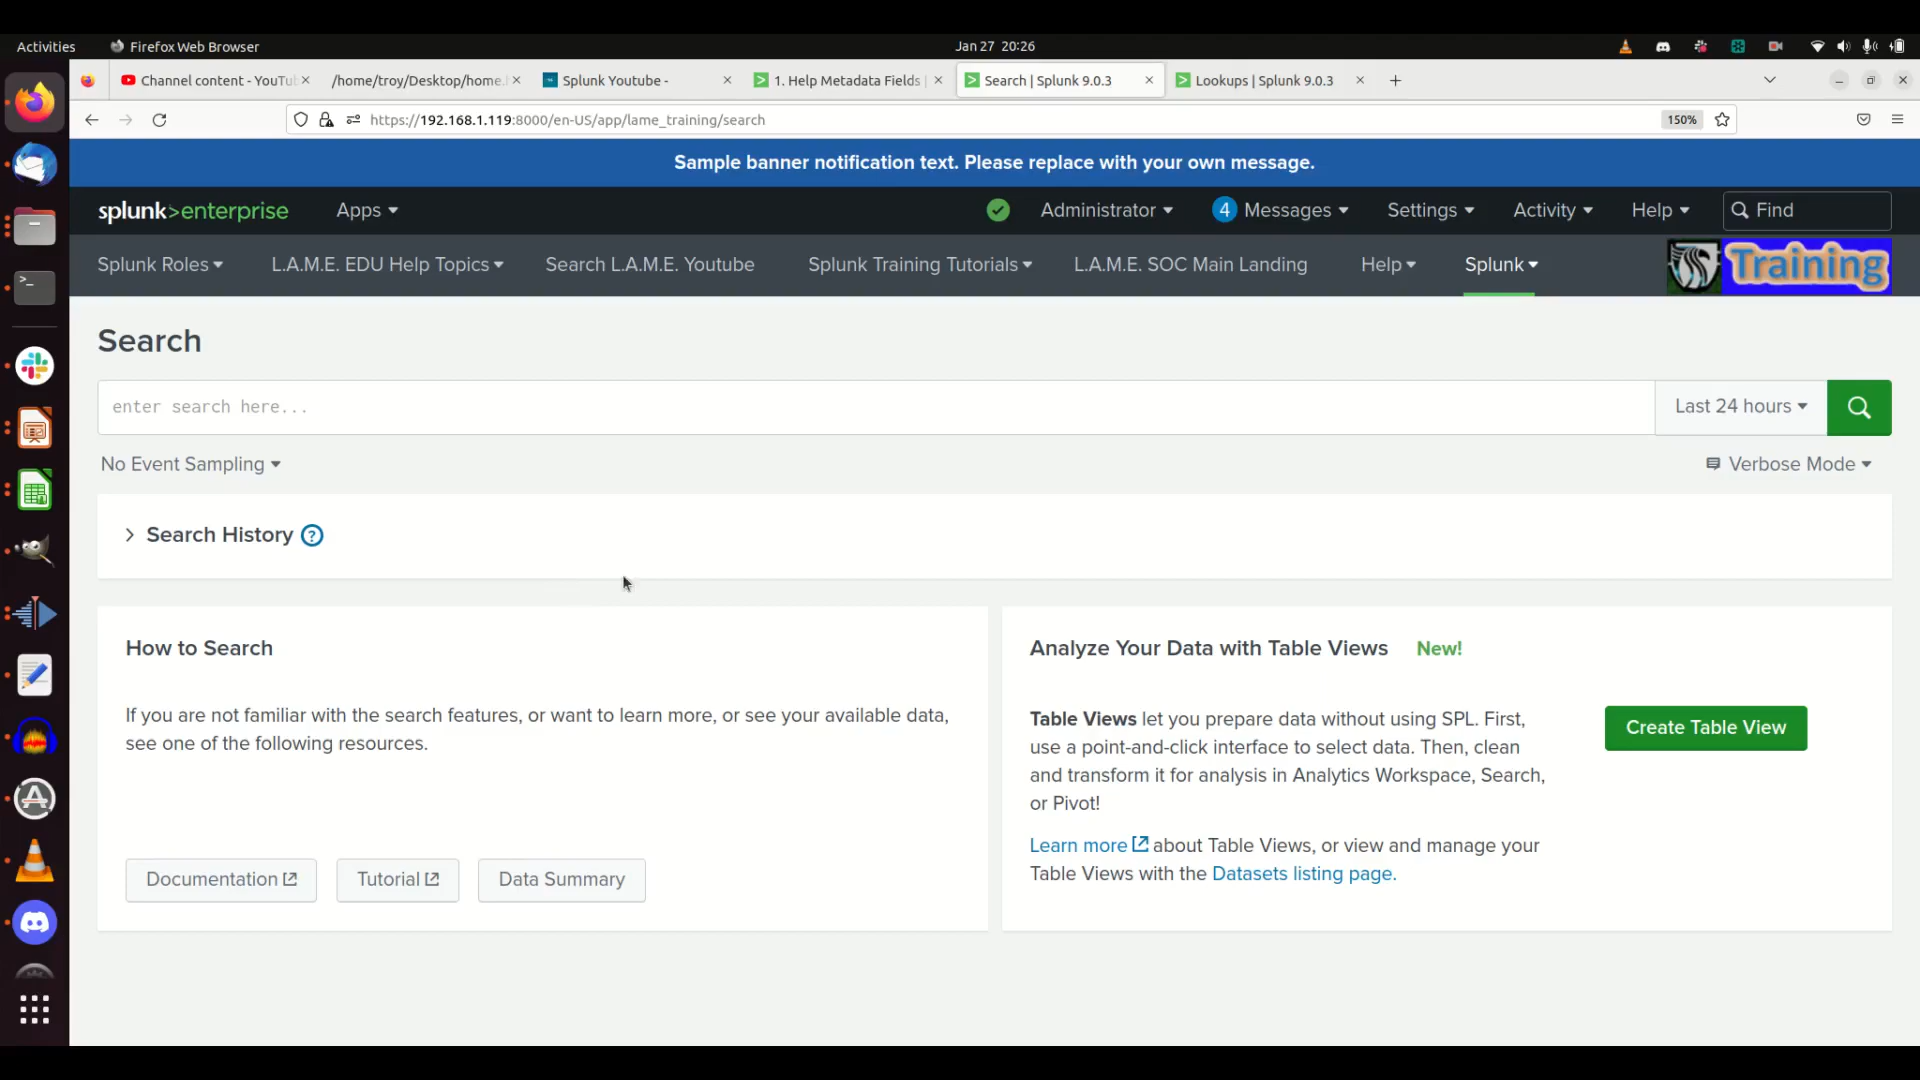 Activities
Firefox Web Browser
Jan 27 20:26
Channel content - YouTu
/home/troy/Desktop/home.
Splunk Youtube -
1. Help Metadata Fields |
Search | Splunk 9.0.3
Lookups | Splunk 9.0.3
https://192.168.1.119:8000/en-US/app/lame_training/search
150%
Sample banner notification text. Please replace with your own message.
splunk>enterprise
Apps
Administrator
4 Messages
Settings
Activity
Help
Find
Splunk Roles
L.A.M.E. EDU Help Topics
Search L.A.M.E. Youtube
Splunk Training Tutorials
L.A.M.E. SOC Main Landing
Help
Splunk
Training
Search
enter search here...
Last 24 hours
No Event Sampling
Verbose Mode
Search History ?
How to Search
If you are not familiar with the search features, or want to learn more, or see your available data,
see one of the following resources.
Documentation
Tutorial
Data Summary
Analyze Your Data with Table Views New!
Table Views let you prepare data without using SPL. First,
use a point-and-click interface to select data. Then, clean
and transform it for analysis in Analytics Workspace, Search,
or Pivot!
Create Table View
Learn more about Table Views, or view and manage your
Table Views with the Datasets listing page.